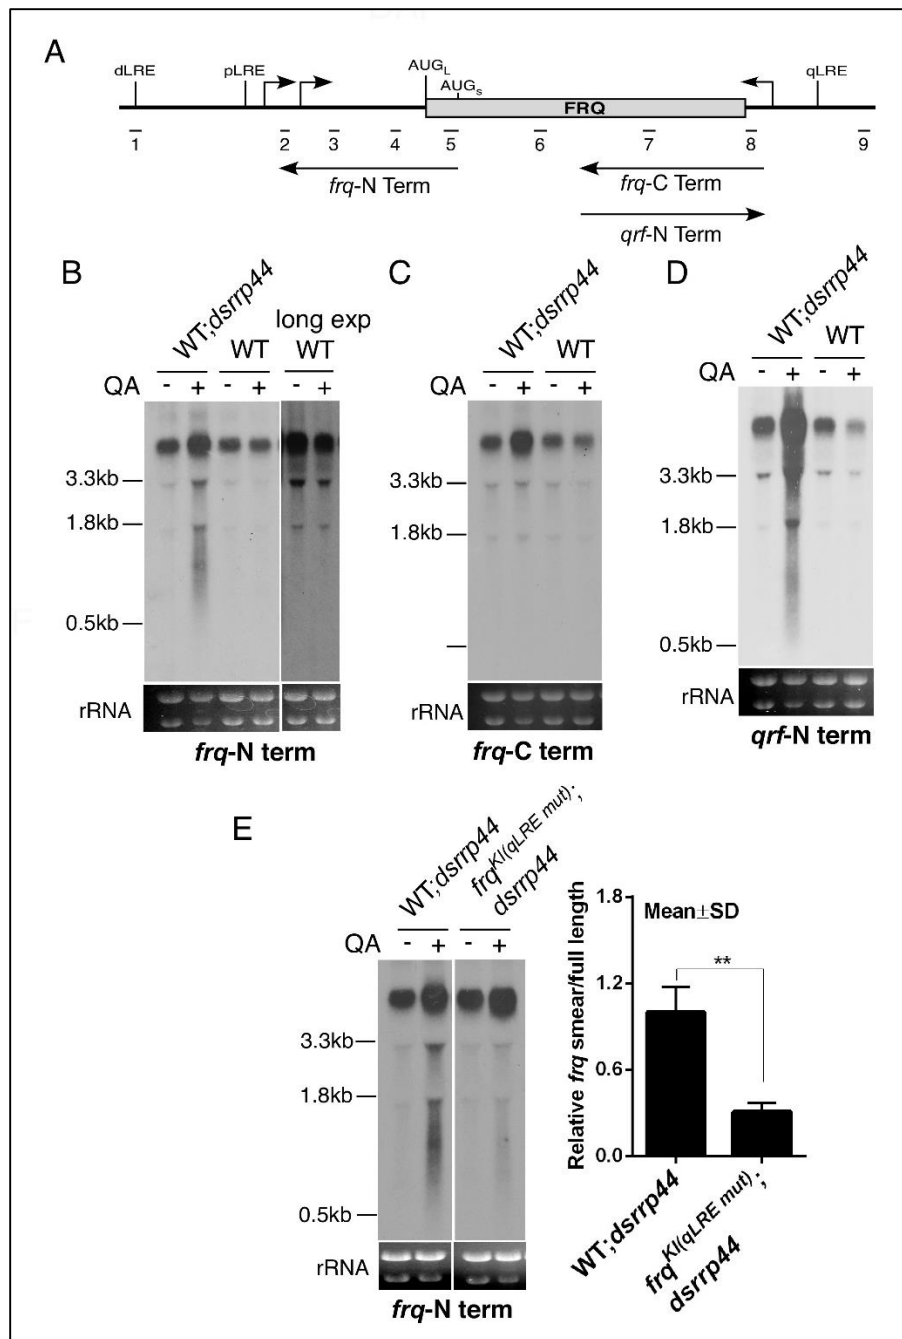 A
dLRE pLRE AUGL AUGs qLRE
FRQ
1 2 3 4 5 6 7 8 9
frq-N Term frq-C Term
qrf-N Term
B
WT;dsrrp44 WT long exp WT
QA - + - + - +
3.3kb
1.8kb
0.5kb
rRNA
frq-N term
C
WT;dsrrp44 WT
QA - + - +
3.3kb
1.8kb
rRNA
frq-C term
D
WT;dsrrp44 WT
QA - + - +
3.3kb
1.8kb
0.5kb
rRNA
qrf-N term
E
WT;dsrrp44 frqKI(qLRE mut); dsrrp44
QA - + - +
3.3kb
1.8kb
0.5kb
rRNA
frq-N term
Relative frq smear/full length
Mean±SD
**
1.8
1.2
0.6
0.0
WT;dsrrp44
frqKI(qLRE mut);
dsrrp44